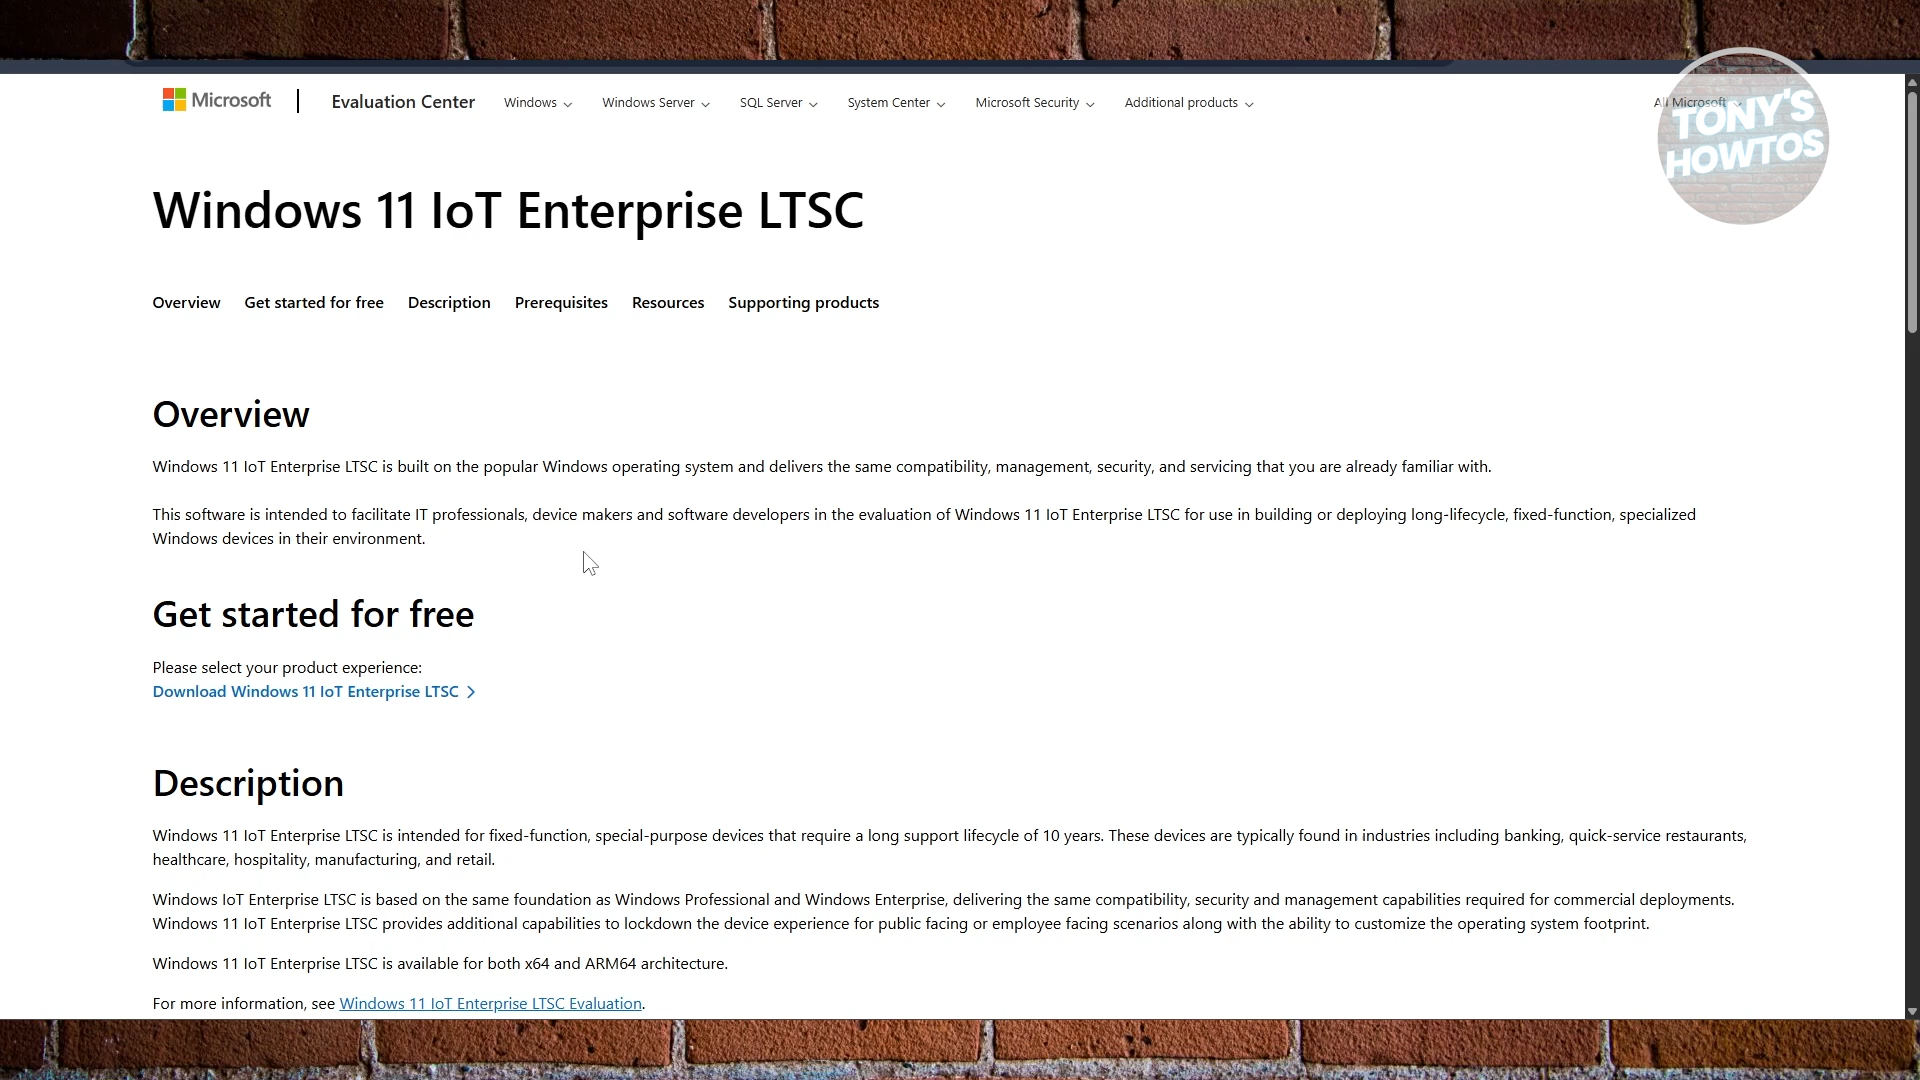 Microsoft | Evaluation Center Windows Windows Server SQL Server System Center Microsoft Security Additional products All Microsoft
TONY'S
HOWTOS
Windows 11 IoT Enterprise LTSC
Overview Get started for free Description Prerequisites Resources Supporting products
Overview
Windows 11 IoT Enterprise LTSC is built on the popular Windows operating system and delivers the same compatibility, management, security, and servicing that you are already familiar with.
This software is intended to facilitate IT professionals, device makers and software developers in the evaluation of Windows 11 IoT Enterprise LTSC for use in building or deploying long-lifecycle, fixed-function, specialized
Windows devices in their environment.
Get started for free
Please select your product experience:
Download Windows 11 IoT Enterprise LTSC
Description
Windows 11 IoT Enterprise LTSC is intended for fixed-function, special-purpose devices that require a long support lifecycle of 10 years. These devices are typically found in industries including banking, quick-service restaurants,
healthcare, hospitality, manufacturing, and retail.
Windows IoT Enterprise LTSC is based on the same foundation as Windows Professional and Windows Enterprise, delivering the same compatibility, security and management capabilities required for commercial deployments.
Windows 11 IoT Enterprise LTSC provides additional capabilities to lockdown the device experience for public facing or employee facing scenarios along with the ability to customize the operating system footprint.
Windows 11 IoT Enterprise LTSC is available for both x64 and ARM64 architecture.
For more information, see Windows 11 IoT Enterprise LTSC Evaluation.